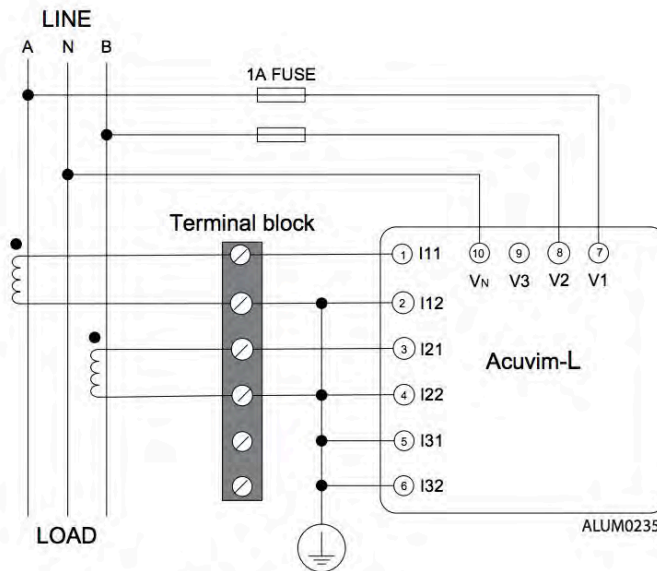 LINE
A N B
1A FUSE
Terminal block
1 I11
10 9 8 7
VN V3 V2 V1
2 I12
3 I21
Acuvim-L
4 I22
5 I31
6 I32
LOAD
ALUM0235